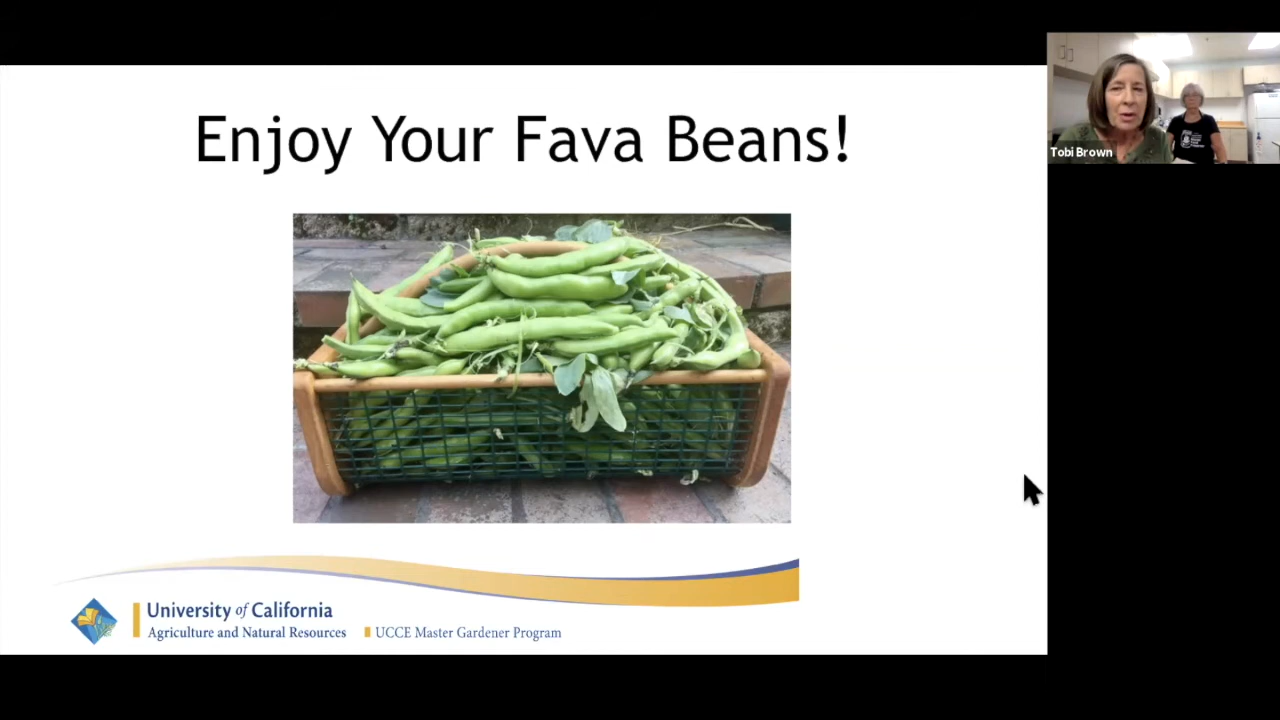 Enjoy Your Fava Beans!
Tobi Brown
University of California
Agriculture and Natural Resources
UCCE Master Gardener Program